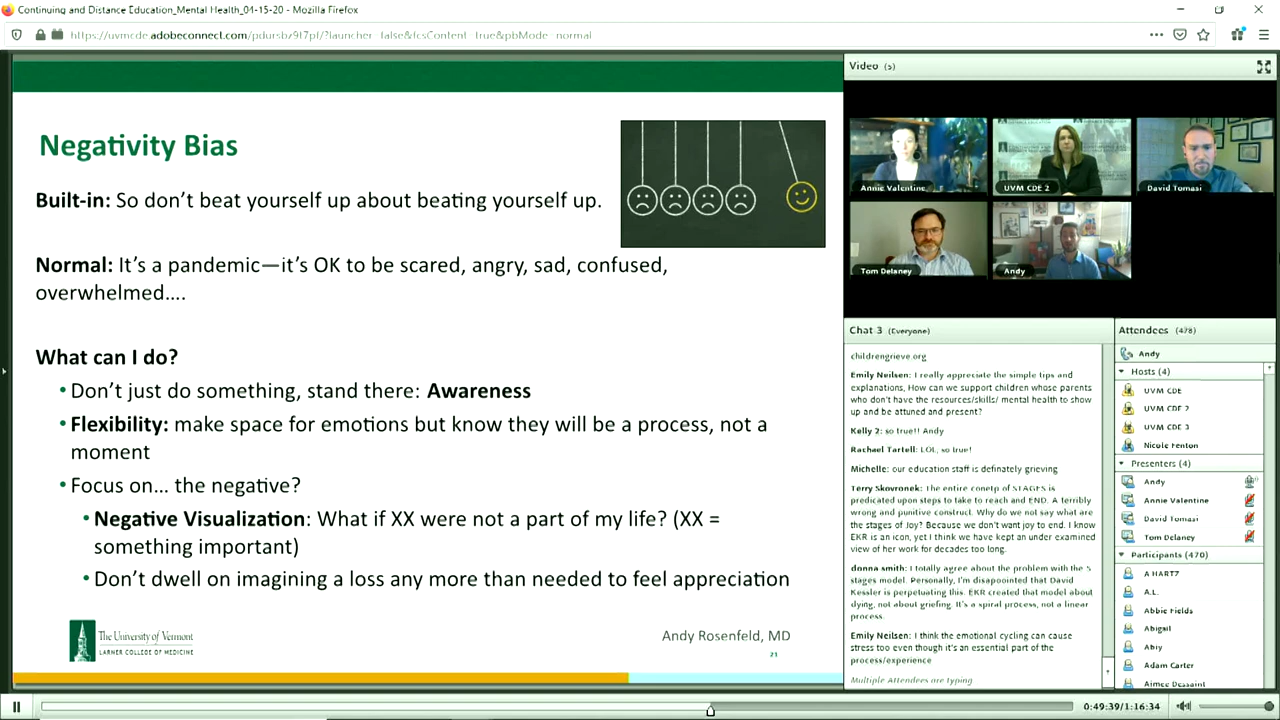 Continuing and Distance Education_Mental Health_04-15-20 - Mozilla Firefox
Negativity Bias
Built-in: So don't beat yourself up about beating yourself up.
Normal: It's a pandemic—it's OK to be scared, angry, sad, confused,
overwhelmed....
What can I do?
•Don't just do something, stand there: Awareness
•Flexibility: make space for emotions but know they will be a process, not a
moment
•Focus on... the negative?
•Negative Visualization: What if XX were not a part of my life? (XX =
something important)
•Don't dwell on imagining a loss any more than needed to feel appreciation
The University of Vermont
LARNER COLLEGE OF MEDICINE
Andy Rosenfeld, MD
21
Video (5)
Annie Valentine
UVM CDE 2
David Tomasi
Tom Delaney
Andy
Chat 3 (Everyone)
childrengrieve.org
Emily Neilsen: I really appreciate the simple tips and
explanations, How can we support children whose parents
who don't have the resources/skills/ mental health to show
up and be attuned and present?
Kelly 2: so true!! Andy
Rachael Tartell: LOL, so true!
Michelle: our education staff is definately grieving
Terry Skovronek: The entire conetp of STAGES is
predicated upon steps to take to reach and END. A terribly
wrong and punitive construct. Why do we not say what are
the stages of Joy? Because we don't want joy to end. I know
EKR is an icon, yet I think we have kept an under examined
view of her work for decades too long.
donna smith: I totally agree about the problem with the 5
stages model. Personally, I'm disapoointed that David
Kessler is perpetuating this. EKR created that model about
dying, not about griefing. It's a spiral process, not a linear
process.
Emily Neilsen: I think the emotional cycling can cause
stress too even though it's an essential part of the
process/experience
Multiple Attendees are typing
Attendees (478)
Andy
Hosts (4)
UVM CDE
UVM CDE 2
UVM CDE 3
Nicole Fenton
Presenters (4)
Andy
Annie Valentine
David Tomasi
Tom Delaney
Participants (470)
A HARTZ
A.L.
Abbie Fields
Abigail
Abiy
Adam Carter
Aimee Dessaint
0:49:39/1:16:34